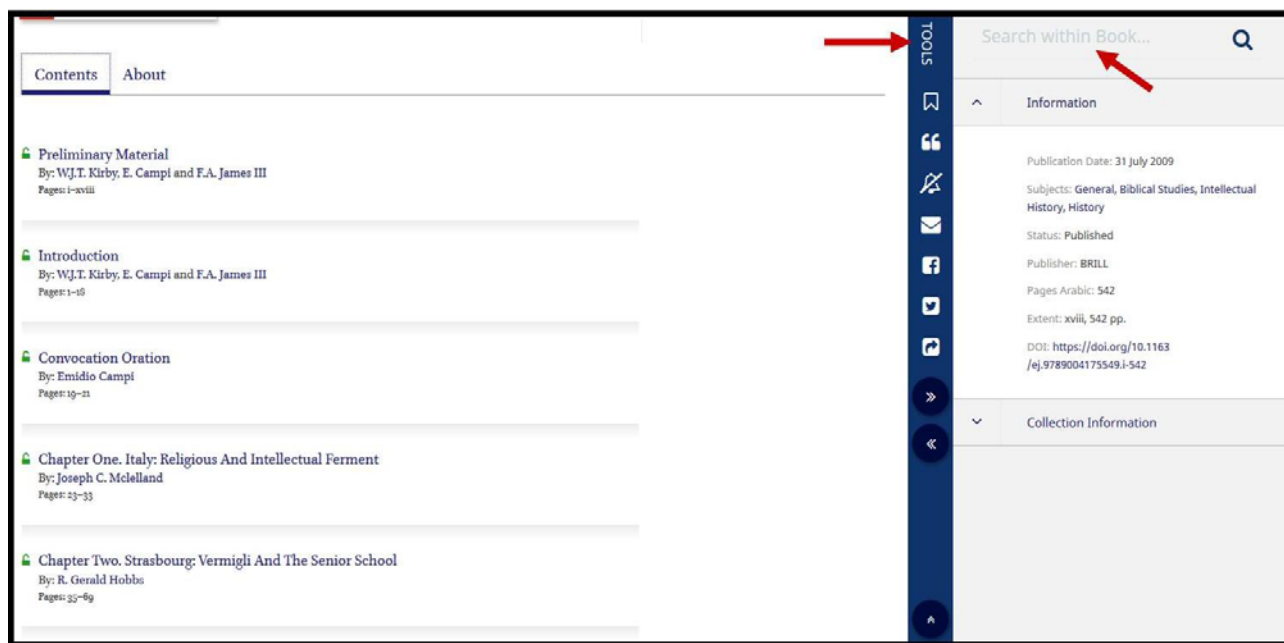 Contents About
Preliminary Material
By: W.J.T. Kirby, E. Campi and F.A. James III
Pages: i–xviii
Introduction
By: W.J.T. Kirby, E. Campi and F.A. James III
Pages: 1–18
Convocation Oration
By: Emidio Campi
Pages: 19–21
Chapter One. Italy: Religious And Intellectual Ferment
By: Joseph C. Mclelland
Pages: 23–33
Chapter Two. Strasbourg: Vermigli And The Senior School
By: R. Gerald Hobbs
Pages: 35–69
TOOLS
Search within Book...
Information
Publication Date: 31 July 2009
Subjects: General, Biblical Studies, Intellectual
History, History
Status: Published
Publisher: BRILL
Pages Arabic: 542
Extent: xviii, 542 pp.
DOI: https://doi.org/10.1163
/ej.9789004175549.i-542
Collection Information